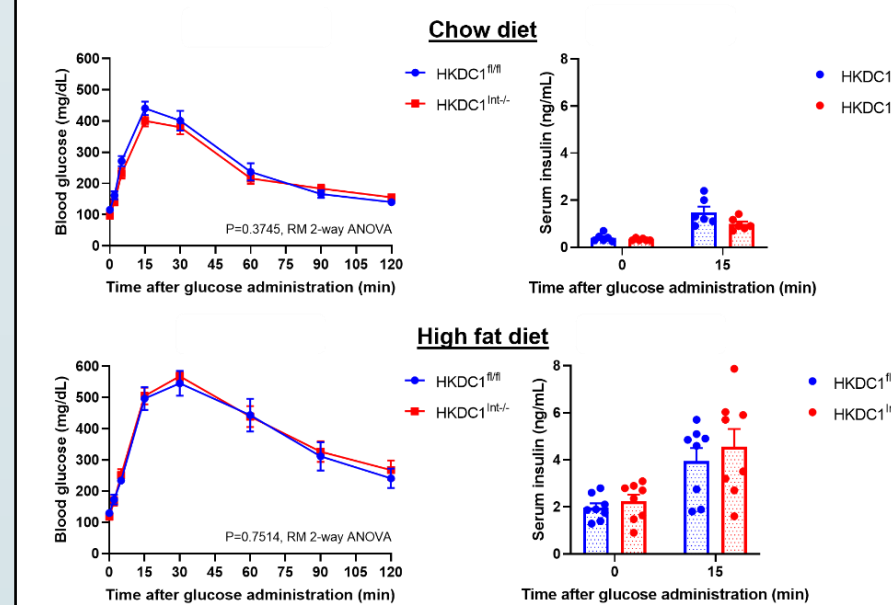 Chow diet
Blood glucose (mg/dL)
600
500
400
300
200
100
0
0 15 30 45 60 75 90 105 120
Time after glucose administration (min)
P=0.3745, RM 2-way ANOVA
HKDC1fl/fl
HKDC1Int-/-
Serum insulin (ng/mL)
8
6
4
2
0
0 15
Time after glucose administration (min)
HKDC1
HKDC1
High fat diet
Blood glucose (mg/dL)
600
500
400
300
200
100
0
0 15 30 45 60 75 90 105 120
Time after glucose administration (min)
P=0.7514, RM 2-way ANOVA
HKDC1fl/fl
HKDC1Int-/-
Serum insulin (ng/mL)
8
6
4
2
0
0 15
Time after glucose administration (min)
HKDC1
HKDC1